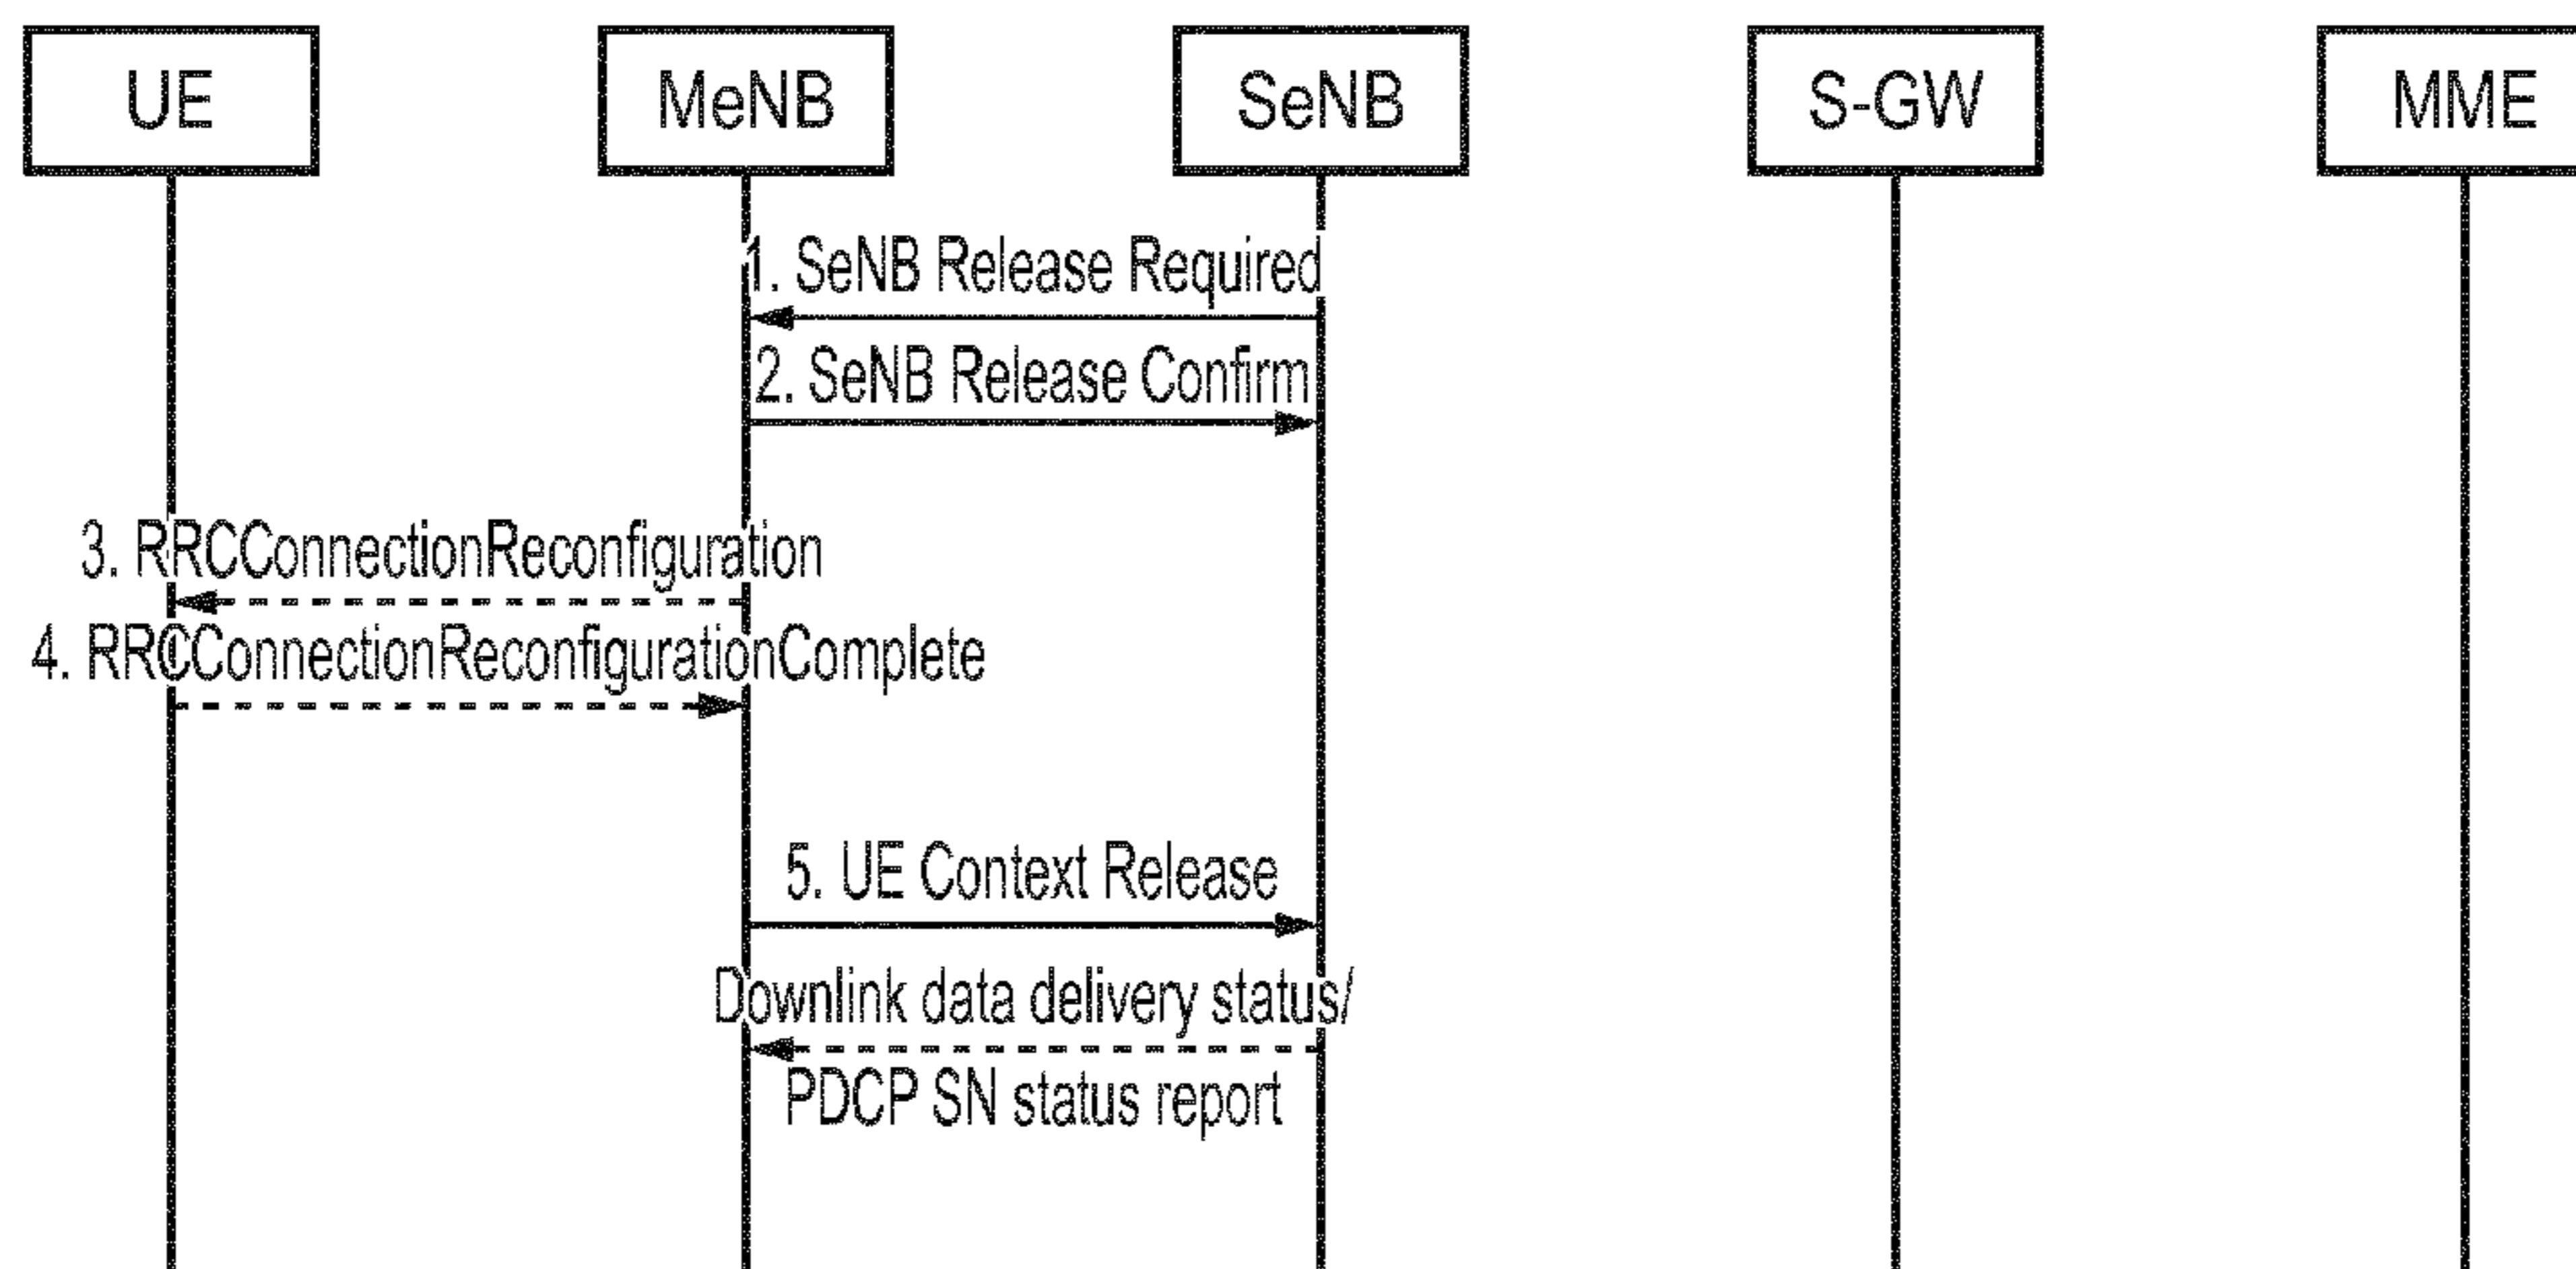 UE
MeNB
SeNB
S-GW
MME
1. SeNB Release Required
2. SeNB Release Confirm
3. RRCConnectionReconfiguration
4. RRCConnectionReconfigurationComplete
5. UE Context Release
Downlink data delivery status/
PDCP SN status report